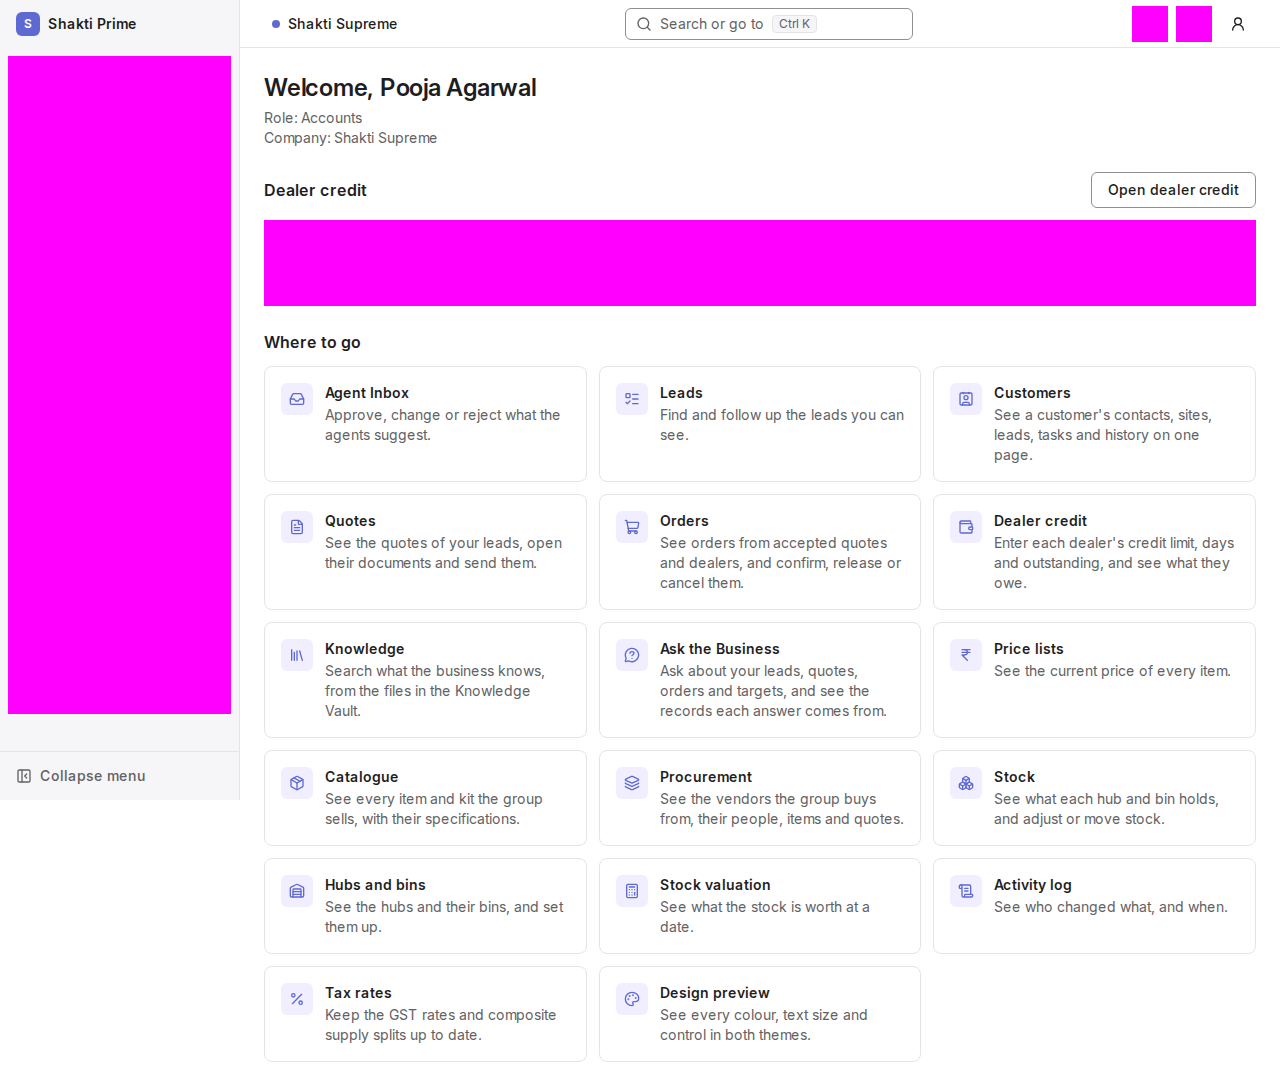 S Shakti Prime
Shakti Supreme
Search or go to Ctrl K
Welcome, Pooja Agarwal
Role: Accounts
Company: Shakti Supreme
Dealer credit
Open dealer credit
Where to go
Agent Inbox
Approve, change or reject what the
agents suggest.
Leads
Find and follow up the leads you can
see.
Customers
See a customer's contacts, sites,
leads, tasks and history on one
page.
Quotes
See the quotes of your leads, open
their documents and send them.
Orders
See orders from accepted quotes
and dealers, and confirm, release or
cancel them.
Dealer credit
Enter each dealer's credit limit, days
and outstanding, and see what they
owe.
Knowledge
Search what the business knows,
from the files in the Knowledge
Vault.
Ask the Business
Ask about your leads, quotes,
orders and targets, and see the
records each answer comes from.
Price lists
See the current price of every item.
Catalogue
See every item and kit the group
sells, with their specifications.
Procurement
See the vendors the group buys
from, their people, items and quotes.
Stock
See what each hub and bin holds,
and adjust or move stock.
Hubs and bins
See the hubs and their bins, and set
them up.
Stock valuation
See what the stock is worth at a
date.
Activity log
See who changed what, and when.
Tax rates
Keep the GST rates and composite
supply splits up to date.
Design preview
See every colour, text size and
control in both themes.
Collapse menu